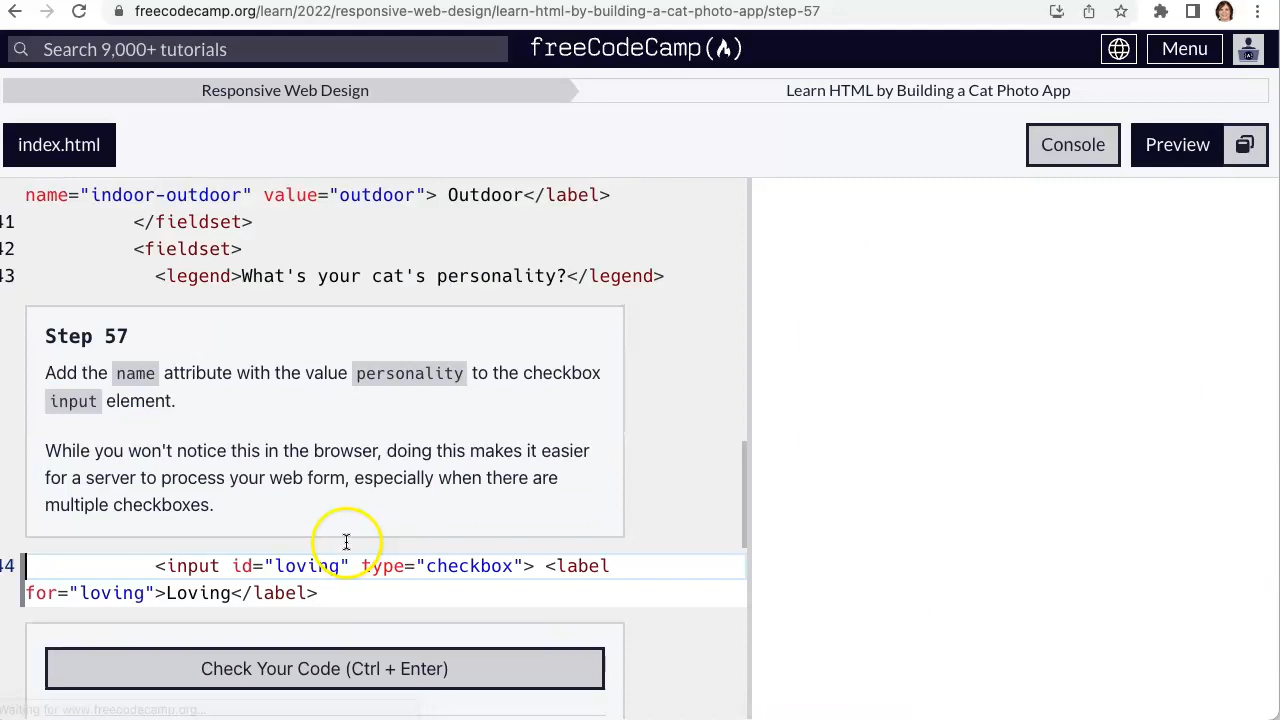 freecodecamp.org/learn/2022/responsive-web-design/learn-html-by-building-a-cat-photo-app/step-57
Search 9,000+ tutorials
freeCodeCamp
Menu
Responsive Web Design
Learn HTML by Building a Cat Photo App
index.html
Console
Preview
name="indoor-outdoor" value="outdoor"> Outdoor</label>
41 </fieldset>
42 <fieldset>
43 <legend>What's your cat's personality?</legend>
Step 57
Add the name attribute with the value personality to the checkbox
input element.
While you won't notice this in the browser, doing this makes it easier
for a server to process your web form, especially when there are
multiple checkboxes.
44 <input id="loving" type="checkbox"> <label
for="loving">Loving</label>
Check Your Code (Ctrl + Enter)
Waiting for www.freecodecamp.org...